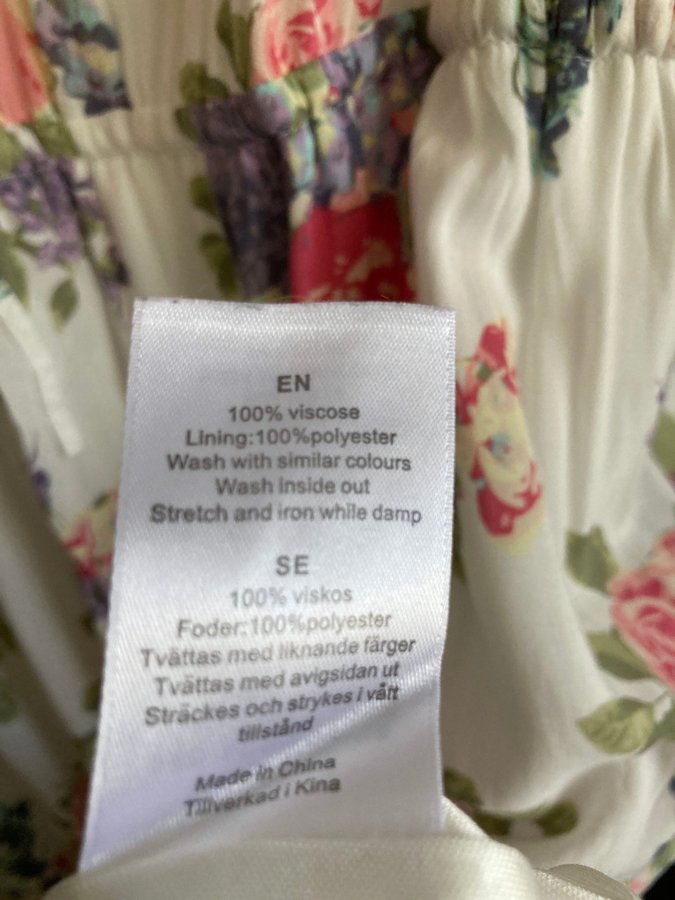 EN
100% viscose
Lining:100%polyester
Wash with similar colours
Wash inside out
Stretch and iron while damp
SE
100% viskos
Foder:100%polyester
Tvättas med liknande färger
Tvättas med avigsidan ut
Sträckes och strykes i vått
tillstånd
Made in China
Tillverkad i Kina